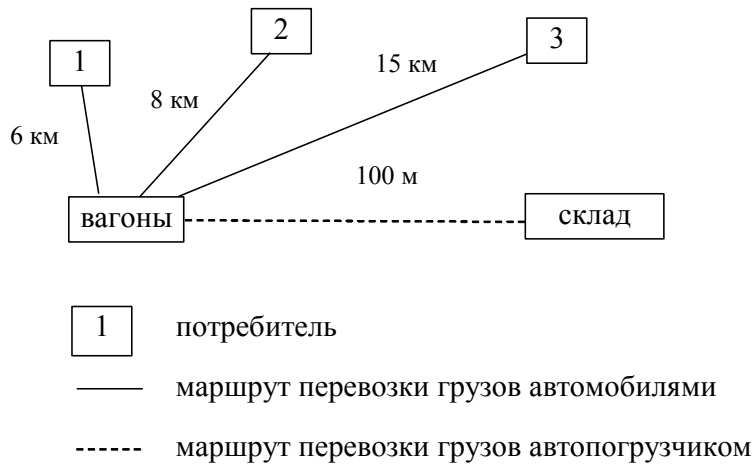 2
3
1
15 км
8 км
6 км
100 м
вагоны
склад
1 потребитель
маршрут перевозки грузов автомобилями
маршрут перевозки грузов автопогрузчиком